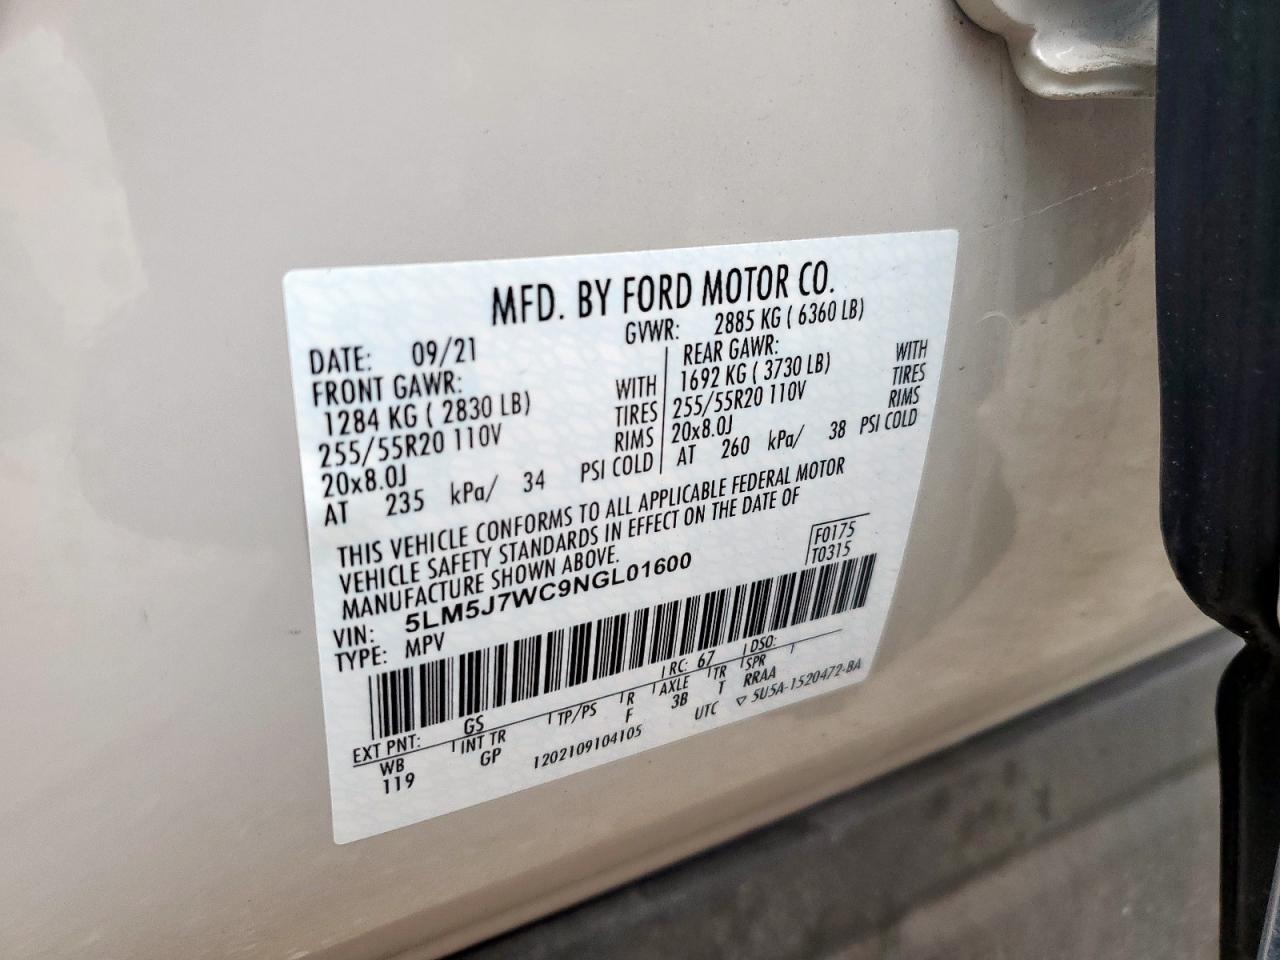 MFD. BY FORD MOTOR CO.
DATE: 09/21
GVWR: 2885 KG ( 6360 LB)
FRONT GAWR:
1284 KG ( 2830 LB) WITH
255/55R20 110V TIRES
20x8.0J RIMS
AT 235 kPa/ 34 PSI COLD
REAR GAWR:
1692 KG ( 3730 LB) WITH
255/55R20 110V TIRES
20x8.0J RIMS
AT 260 kPa/ 38 PSI COLD
THIS VEHICLE CONFORMS TO ALL APPLICABLE FEDERAL MOTOR
VEHICLE SAFETY STANDARDS IN EFFECT ON THE DATE OF
MANUFACTURE SHOWN ABOVE.
F0175
T0315
VIN: 5LM5J7WC9NGL01600
TYPE: MPV
EXT PNT: GS RC: 67 DSO:
WB INT TR TP/PS R AXLE TR SPR
119 GP F 3B T RRAA
1202109104105 UTC ▽ 5U5A-1520472-BA